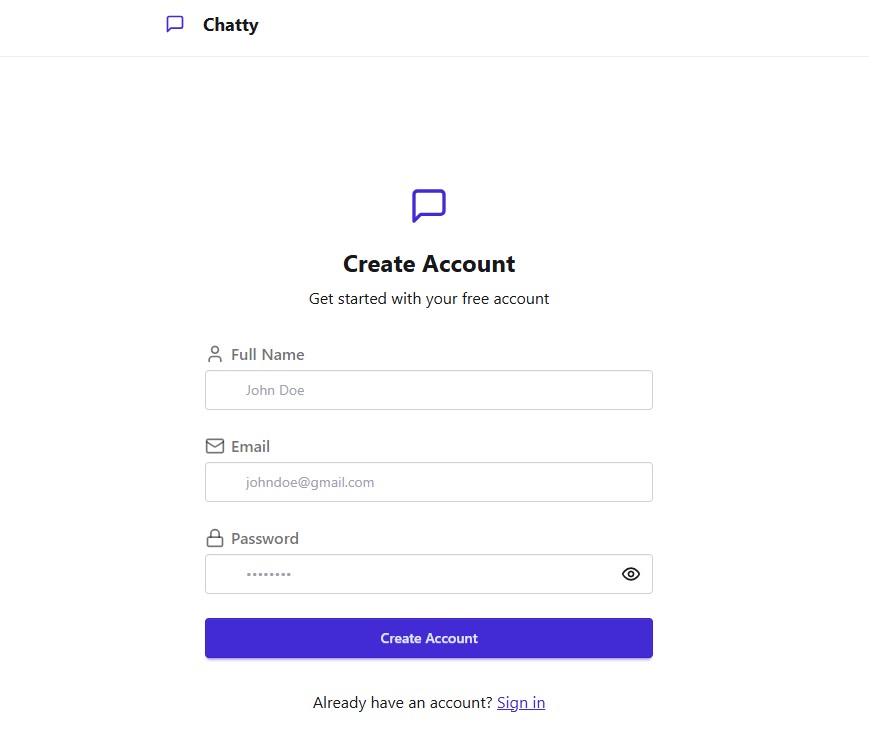 Chatty
Create Account
Get started with your free account
Full Name
John Doe
Email
johndoe@gmail.com
Password
••••••••
Create Account
Already have an account? Sign in